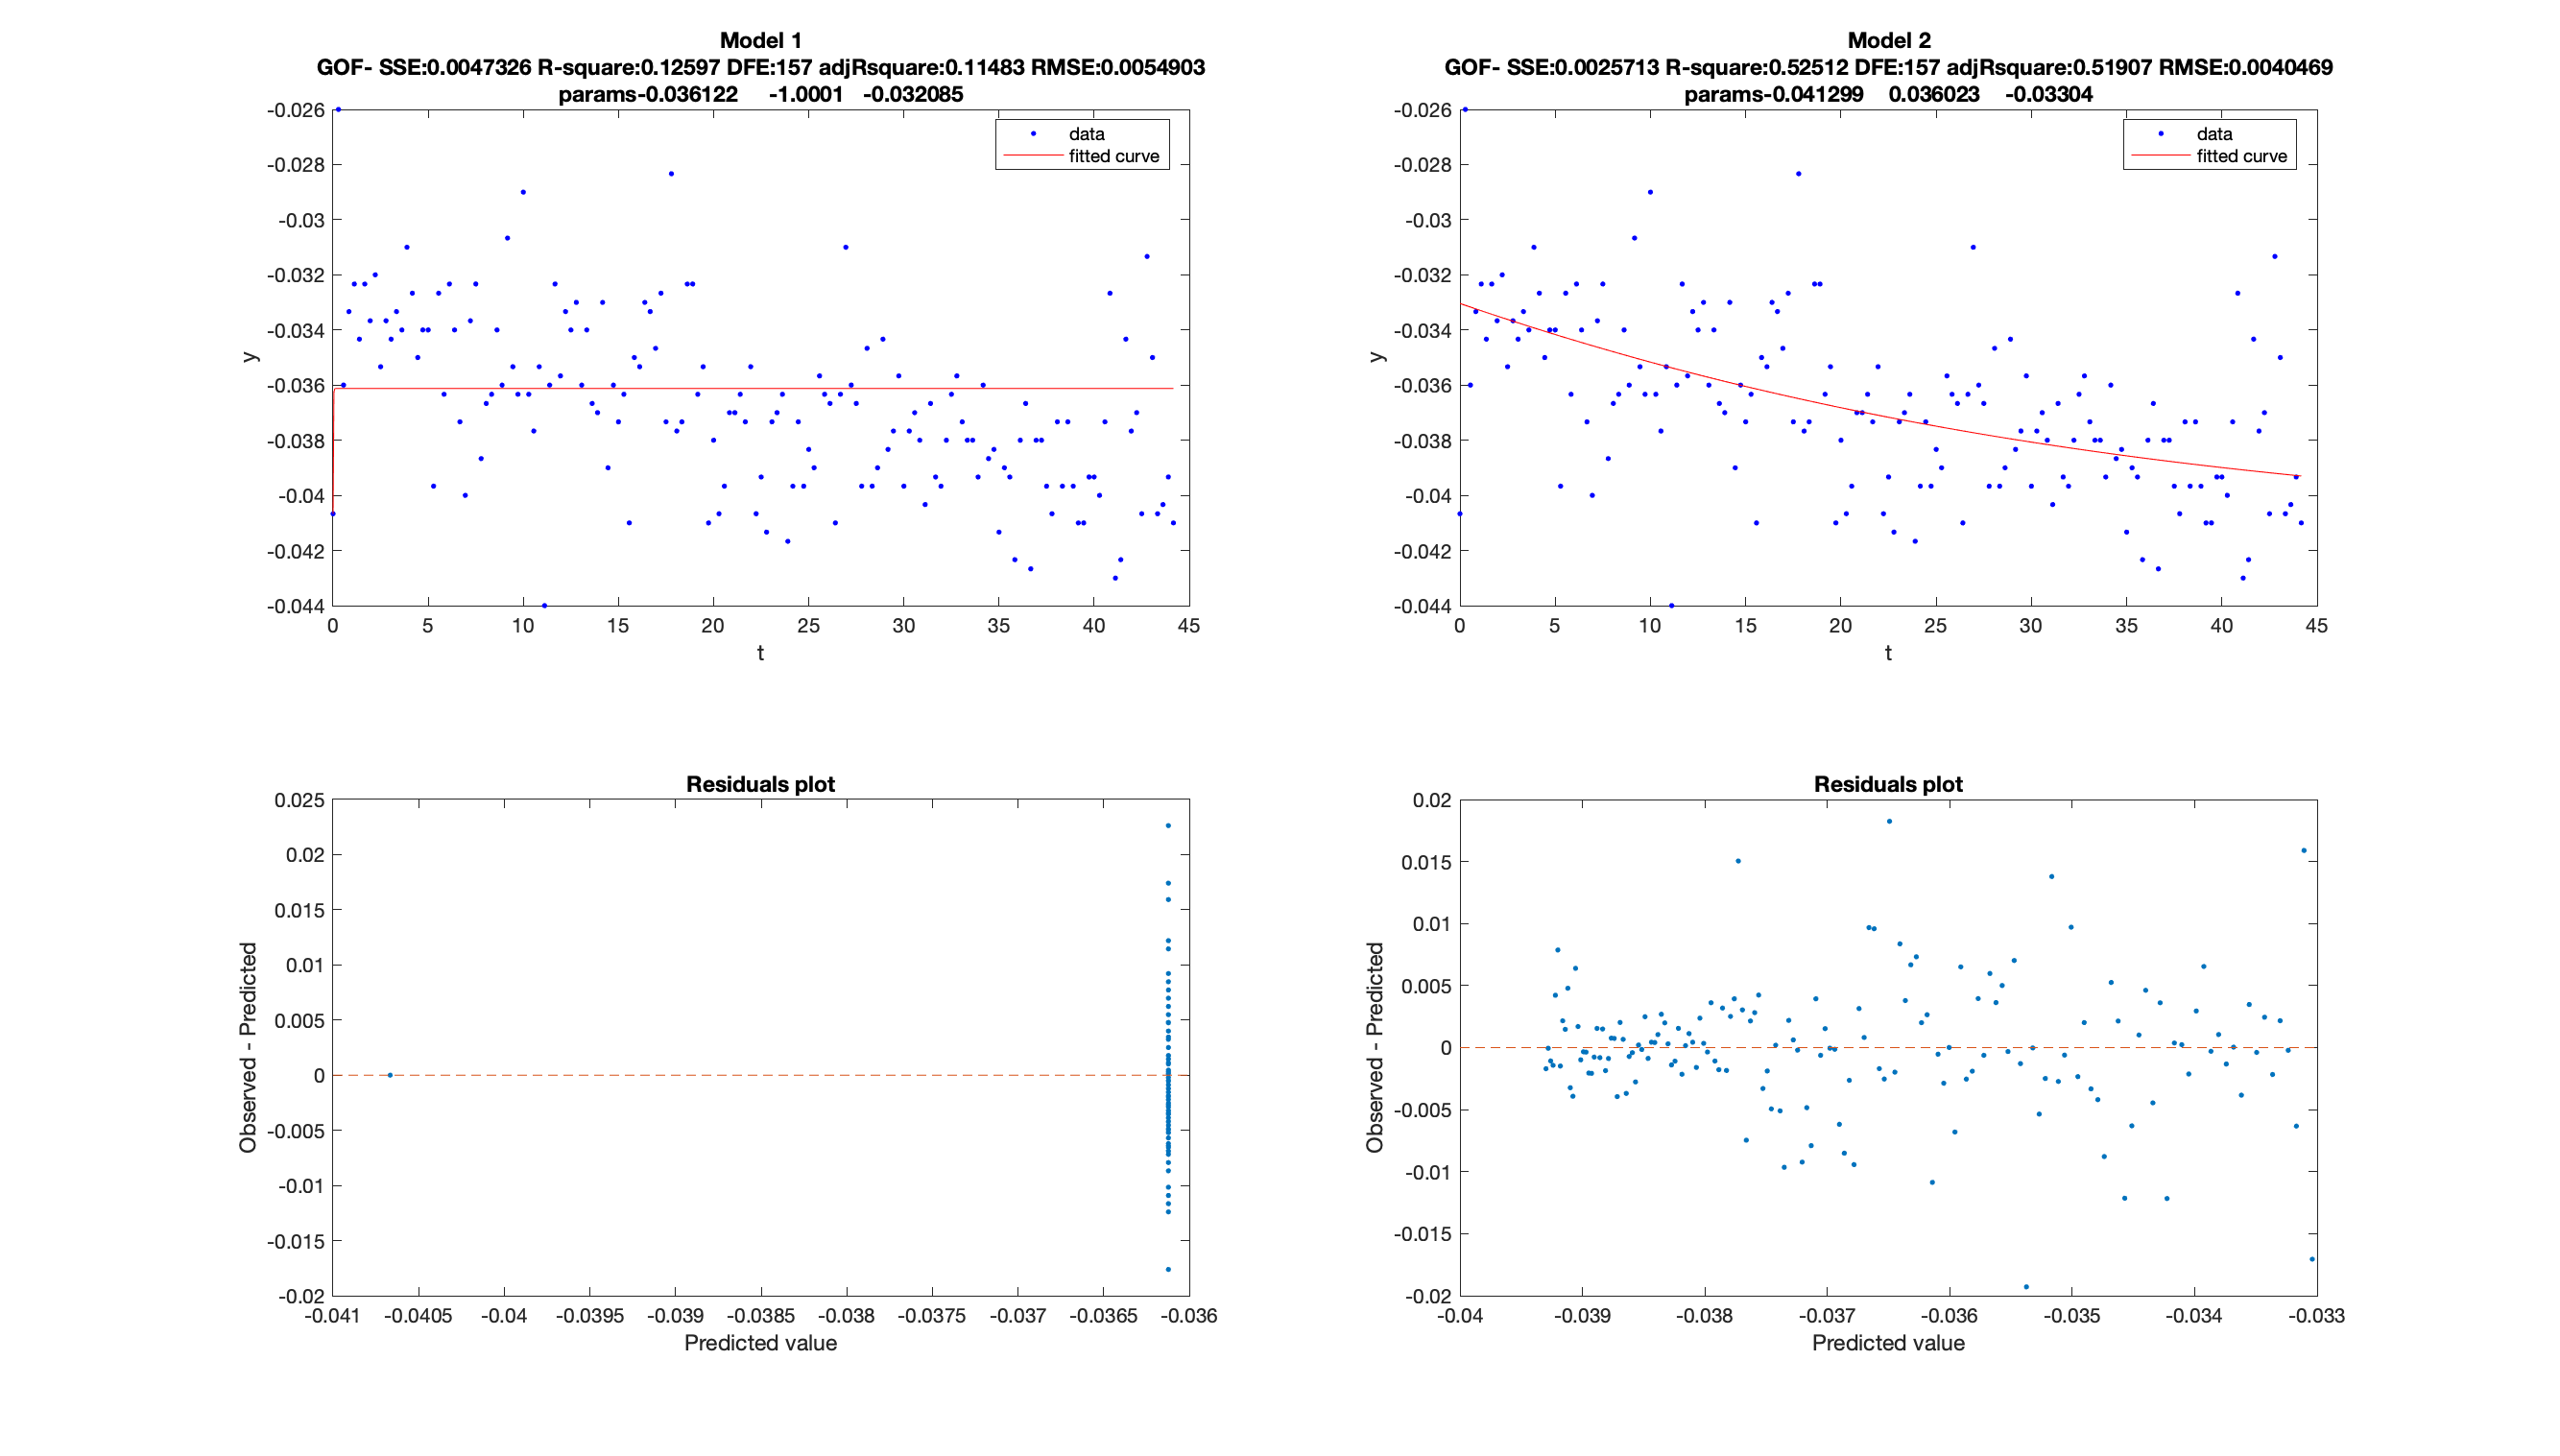 Model 1
GOF- SSE:0.0047326 R-square:0.12597 DFE:157 adjRsquare:0.11483 RMSE:0.0054903
params-0.036122 -1.0001 -0.032085
-0.026
-0.028
-0.03
-0.032
-0.034
-0.036
-0.038
-0.04
-0.042
-0.044
y
data
fitted curve
0 5 10 15 20 25 30 35 40 45
t
Model 2
GOF- SSE:0.0025713 R-square:0.52512 DFE:157 adjRsquare:0.51907 RMSE:0.0040469
params-0.041299 0.036023 -0.03304
-0.026
-0.028
-0.03
-0.032
-0.034
-0.036
-0.038
-0.04
-0.042
-0.044
y
data
fitted curve
0 5 10 15 20 25 30 35 40 45
t
Residuals plot
0.025
0.02
0.015
0.01
0.005
0
-0.005
-0.01
-0.015
-0.02
Observed - Predicted
-0.041 -0.0405 -0.04 -0.0395 -0.039 -0.0385 -0.038 -0.0375 -0.037 -0.0365 -0.036
Predicted value
Residuals plot
0.02
0.015
0.01
0.005
0
-0.005
-0.01
-0.015
-0.02
Observed - Predicted
-0.04 -0.039 -0.038 -0.037 -0.036 -0.035 -0.034 -0.033
Predicted value